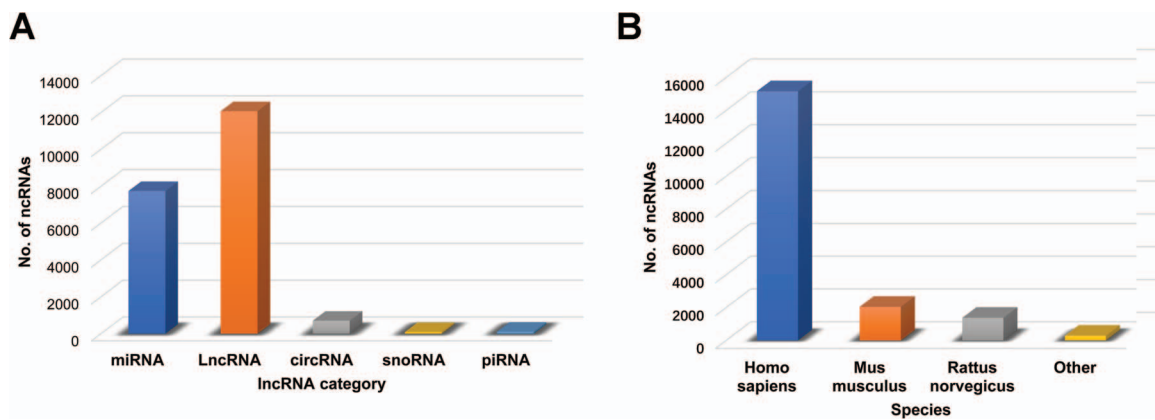 A
14000
12000
10000
8000
6000
4000
2000
0
No. of ncRNAs
miRNA LncRNA circRNA snoRNA piRNA
lncRNA category
B
16000
14000
12000
10000
8000
6000
4000
2000
0
No. of ncRNAs
Homo Mus Rattus Other
sapiens musculus norvegicus
Species